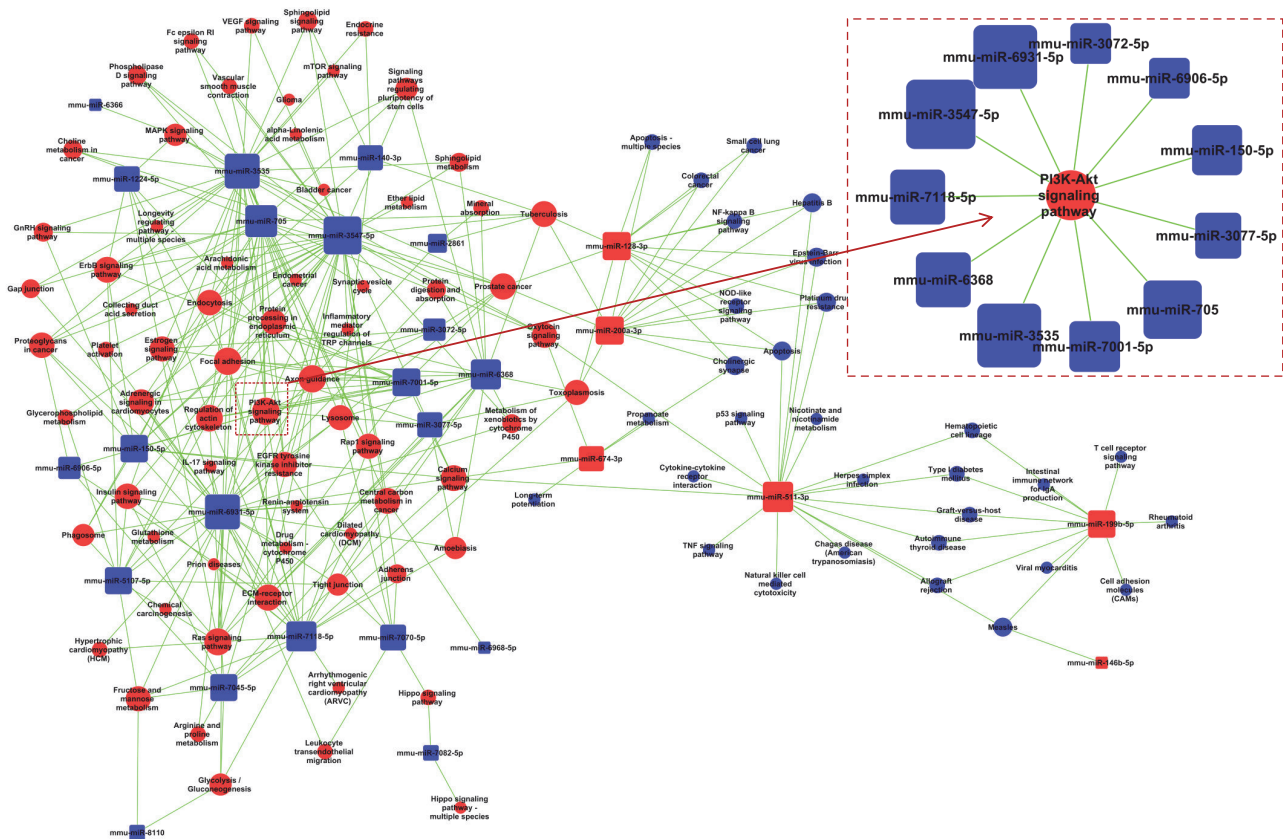 VEGF signaling
pathway
Sphingolipid signaling
pathway
Endocrine
resistance
Fc epsilon RI
signaling
pathway
mTOR signaling
pathway
Phospholipase
D signaling
pathway
Vascular
smooth muscle
contraction
Signaling
pathways
regulating
pluripotency of
stem cells
Glioma
mmu-miR-6366
MAPK signaling
pathway
alpha-Linolenic
acid metabolism
Choline
metabolism in
cancer
mmu-miR-140-3p
mmu-miR-3535
Sphingolipid
metabolism
mmu-miR-1224-5p
Bladder cancer
Ether lipid
metabolism
Mineral
absorption
Tuberculosis
Longevity
regulating
pathway -
multiple species
mmu-miR-705
GnRH signaling
pathway
mmu-miR-3547-5p
mmu-miR-2861
Arachidonic acid
metabolism
ErbB signaling
pathway
Endometrial
cancer
Synaptic vesicle
cycle
Protein
digestion and
absorption
Prostate cancer
Gap junction
Collecting duct
acid secretion
Endocytosis
Protein
processing in
endoplasmic
reticulum
Inflammatory
mediator
regulation of
TRP channels
mmu-miR-3072-5p
Oxytocin
signaling
pathway
Proteoglycans
in cancer
Platelet
activation
Estrogen
signaling
pathway
Focal adhesion
Axon guidance
mmu-miR-7001-5p
mmu-miR-6368
Toxoplasmosis
Adrenergic
signaling in
cardiomyocytes
PI3K-Akt
signaling
pathway
Glycerophospholipid
metabolism
Regulation of
actin
cytoskeleton
Lysosome
mmu-miR-3077-5p
Metabolism of
xenobiotics by
cytochrome
P450
mmu-miR-150-5p
Rap1 signaling
pathway
mmu-miR-6906-5p
IL-17 signaling
pathway
EGFR tyrosine
kinase inhibitor
resistance
Calcium
signaling
pathway
Insulin signaling
pathway
Renin-angiotensin
system
Central carbon
metabolism in
cancer
mmu-miR-6931-5p
Phagosome
Glutathione
metabolism
Drug
metabolism -
cytochrome
P450
Dilated
cardiomyopathy
(DCM)
Amoebiasis
Prion diseases
Adherens
junction
mmu-miR-5107-5p
Tight junction
ECM-receptor
interaction
Chemical
carcinogenesis
Hypertrophic
cardiomyopathy
(HCM)
Ras signaling
pathway
mmu-miR-7118-5p
mmu-miR-7070-5p
mmu-miR-6968-5p
mmu-miR-7045-5p
Fructose and
mannose
metabolism
Arrhythmogenic
right ventricular
cardiomyopathy
(ARVC)
Hippo signaling
pathway
Arginine and
proline
metabolism
Leukocyte
transendothelial
migration
mmu-miR-7082-5p
Glycolysis /
Gluconeogenesis
Hippo signaling
pathway -
multiple species
mmu-miR-8110
Apoptosis -
multiple species
Small cell lung
cancer
Colorectal
cancer
Hepatitis B
NF-kappa B
signaling
pathway
mmu-miR-128-3p
Epstein-Barr
virus infection
NOD-like
receptor
signaling
pathway
Platinum drug
resistance
mmu-miR-200a-3p
Cholinergic
synapse
Apoptosis
Propanoate
metabolism
p53 signaling
pathway
Nicotinate and
nicotinamide
metabolism
mmu-miR-674-3p
Cytokine-cytokine
receptor
interaction
Long-term
potentiation
mmu-miR-511-3p
Herpes simplex
infection
TNF signaling
pathway
Natural killer cell
mediated
cytotoxicity
Chagas disease
(American
trypanosomiasis)
Hematopoietic
cell lineage
Type I diabetes
mellitus
Intestinal
immune network
for IgA
production
T cell receptor
signaling
pathway
Graft-versus-host
disease
mmu-miR-199b-5p
Rheumatoid
arthritis
Autoimmune
thyroid disease
Viral myocarditis
Allograft
rejection
Cell adhesion
molecules
(CAMs)
Measles
mmu-miR-146b-5p
mmu-miR-3072-5p
mmu-miR-6931-5p
mmu-miR-6906-5p
mmu-miR-3547-5p
mmu-miR-150-5p
PI3K-Akt
signaling
pathway
mmu-miR-7118-5p
mmu-miR-3077-5p
mmu-miR-6368
mmu-miR-705
mmu-miR-3535
mmu-miR-7001-5p